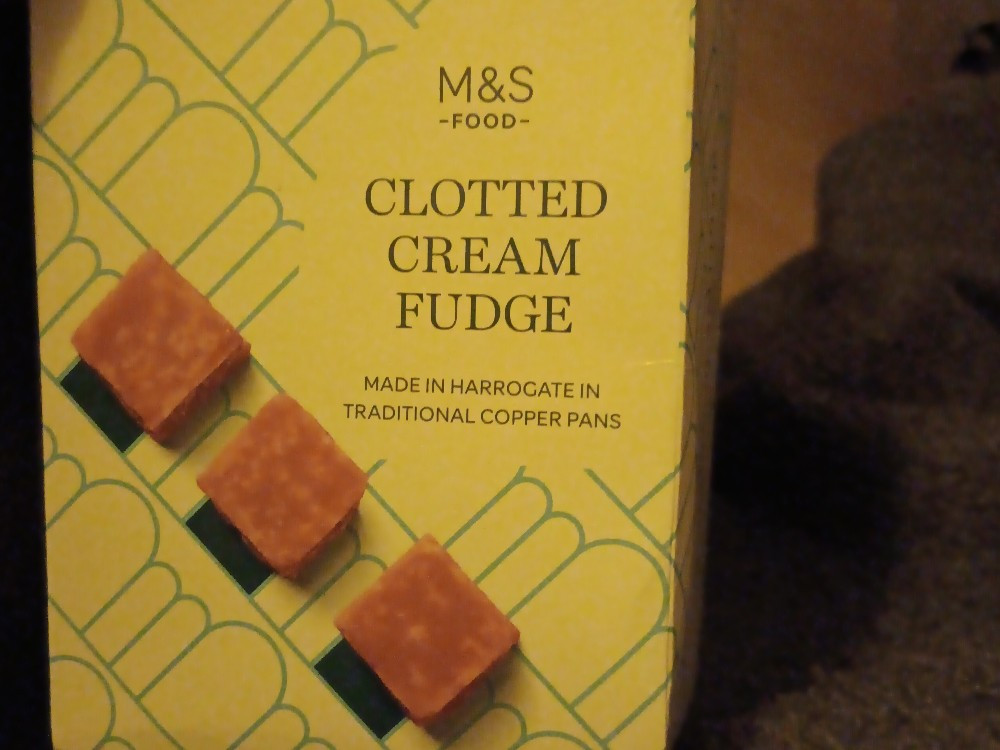 M&S
-FOOD-
CLOTTED
CREAM
FUDGE
MADE IN HARROGATE IN
TRADITIONAL COPPER PANS